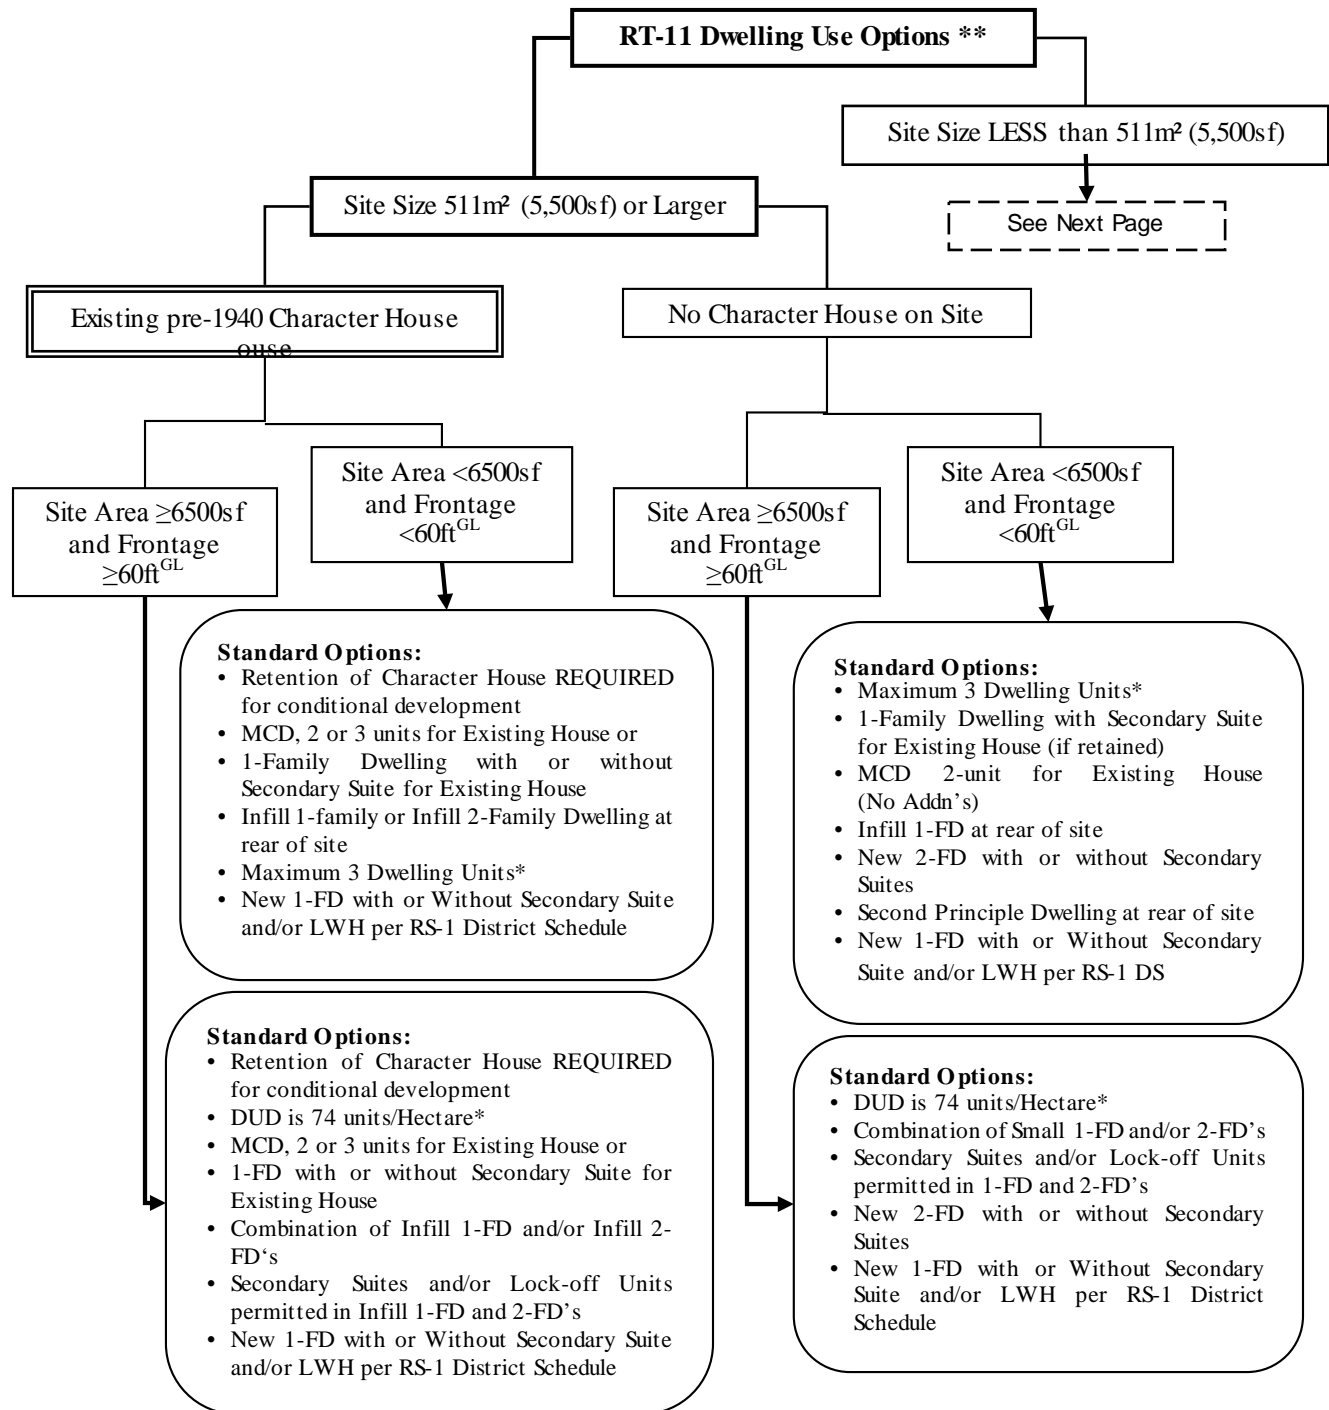 RT-11 Dwelling Use Options **
Site Size LESS than 511m² (5,500sf)
Site Size 511m² (5,500sf) or Larger
See Next Page
Existing pre-1940 Character House
ouse
No Character House on Site
Site Area ≥6500sf
and Frontage
≥60ft^GL
Site Area <6500sf
and Frontage
<60ft^GL
Site Area ≥6500sf
and Frontage
≥60ft^GL
Site Area <6500sf
and Frontage
<60ft^GL
Standard Options:
• Retention of Character House REQUIRED
for conditional development
• MCD, 2 or 3 units for Existing House or
• 1-Family Dwelling with or without
Secondary Suite for Existing House
• Infill 1-family or Infill 2-Family Dwelling at
rear of site
• Maximum 3 Dwelling Units*
• New 1-FD with or Without Secondary Suite
and/or LWH per RS-1 District Schedule
Standard Options:
• Maximum 3 Dwelling Units*
• 1-Family Dwelling with Secondary Suite
for Existing House (if retained)
• MCD 2-unit for Existing House
(No Addn's)
• Infill 1-FD at rear of site
• New 2-FD with or without Secondary
Suites
• Second Principle Dwelling at rear of site
• New 1-FD with or Without Secondary
Suite and/or LWH per RS-1 DS
Standard Options:
• Retention of Character House REQUIRED
for conditional development
• DUD is 74 units/Hectare*
• MCD, 2 or 3 units for Existing House or
• 1-FD with or without Secondary Suite for
Existing House
• Combination of Infill 1-FD and/or Infill 2-
FD‘s
• Secondary Suites and/or Lock-off Units
permitted in Infill 1-FD and 2-FD’s
• New 1-FD with or Without Secondary Suite
and/or LWH per RS-1 District Schedule
Standard Options:
• DUD is 74 units/Hectare*
• Combination of Small 1-FD and/or 2-FD’s
• Secondary Suites and/or Lock-off Units
permitted in 1-FD and 2-FD’s
• New 2-FD with or without Secondary
Suites
• New 1-FD with or Without Secondary
Suite and/or LWH per RS-1 District
Schedule